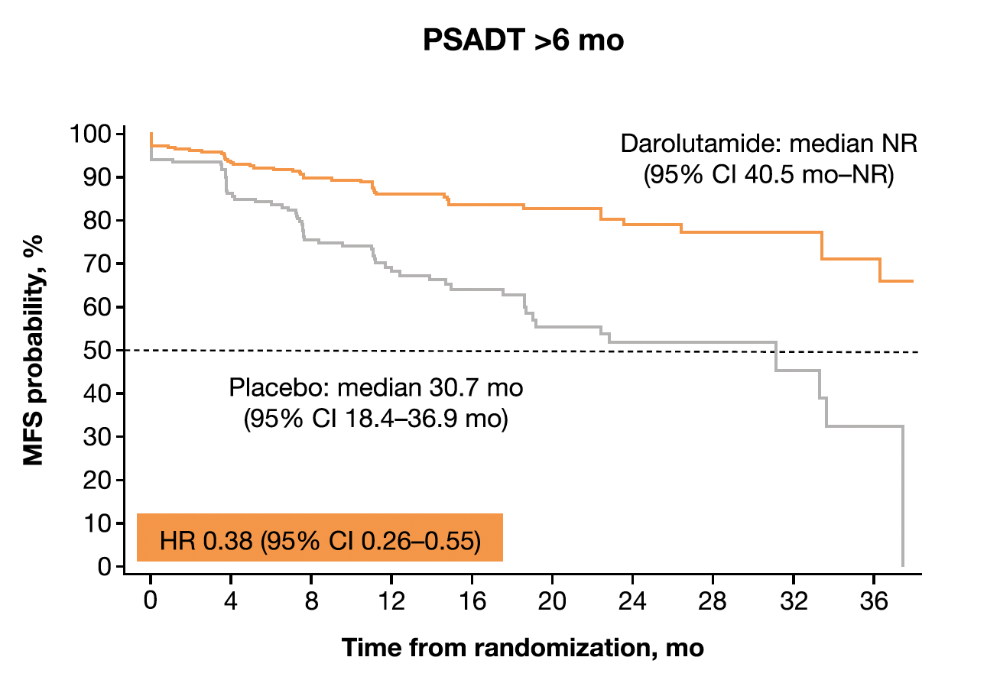 PSADT >6 mo
100
90
80
70
60
50
40
30
20
10
0
MFS probability, %
Darolutamide: median NR
(95% CI 40.5 mo–NR)
Placebo: median 30.7 mo
(95% CI 18.4–36.9 mo)
HR 0.38 (95% CI 0.26–0.55)
0 4 8 12 16 20 24 28 32 36
Time from randomization, mo